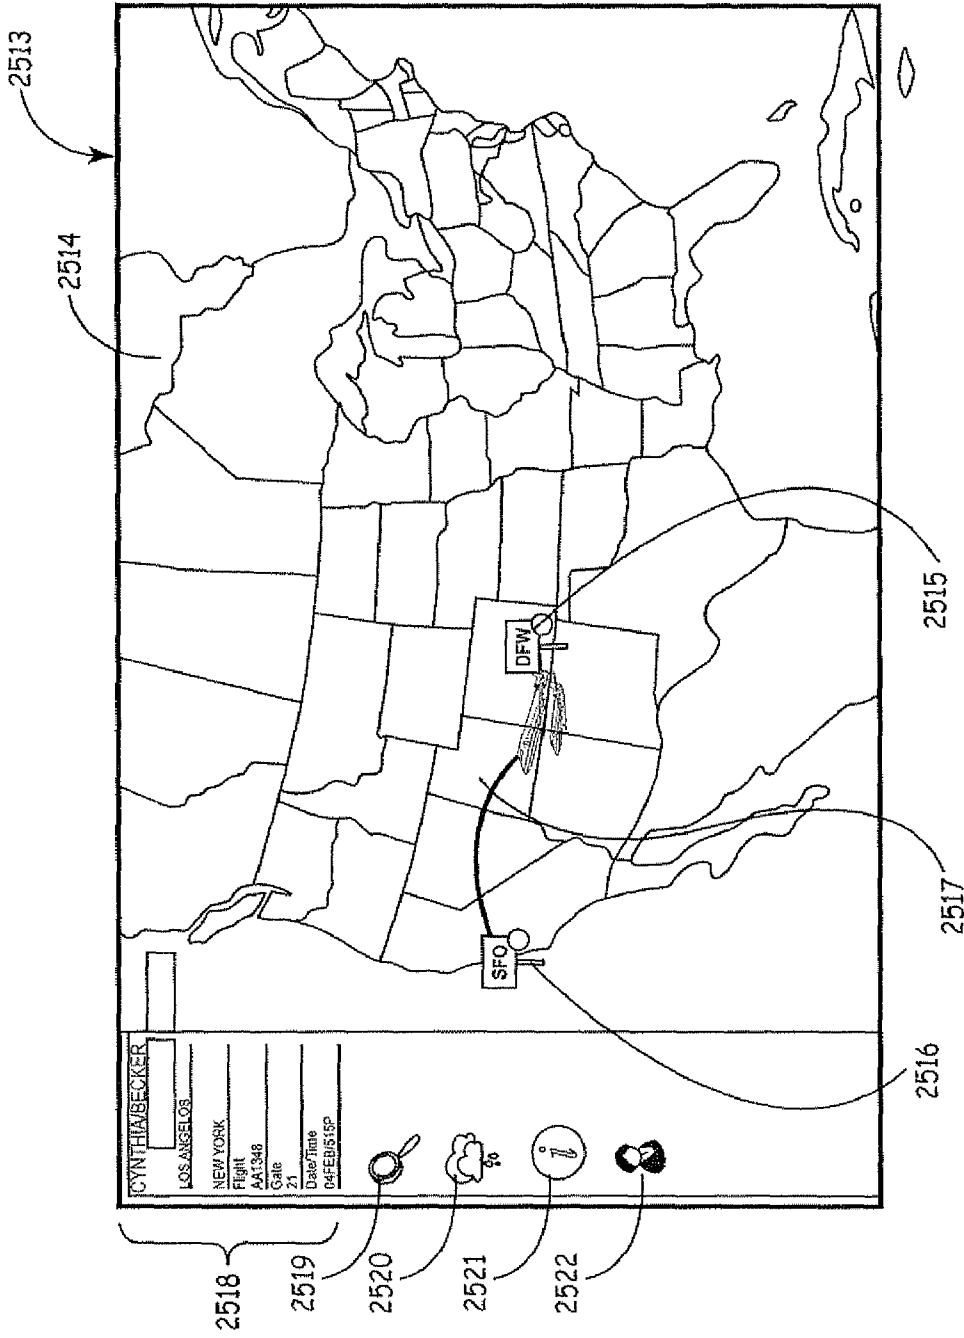 2513
2514
CYNTHIA/BECKER
LOS ANGELOS
NEW YORK
Flight
AA1348
Gate
21
Date/Time
04FEB/515P
SFO
DFW
i
2515
2516
2517
2518
2519
2520
2521
2522